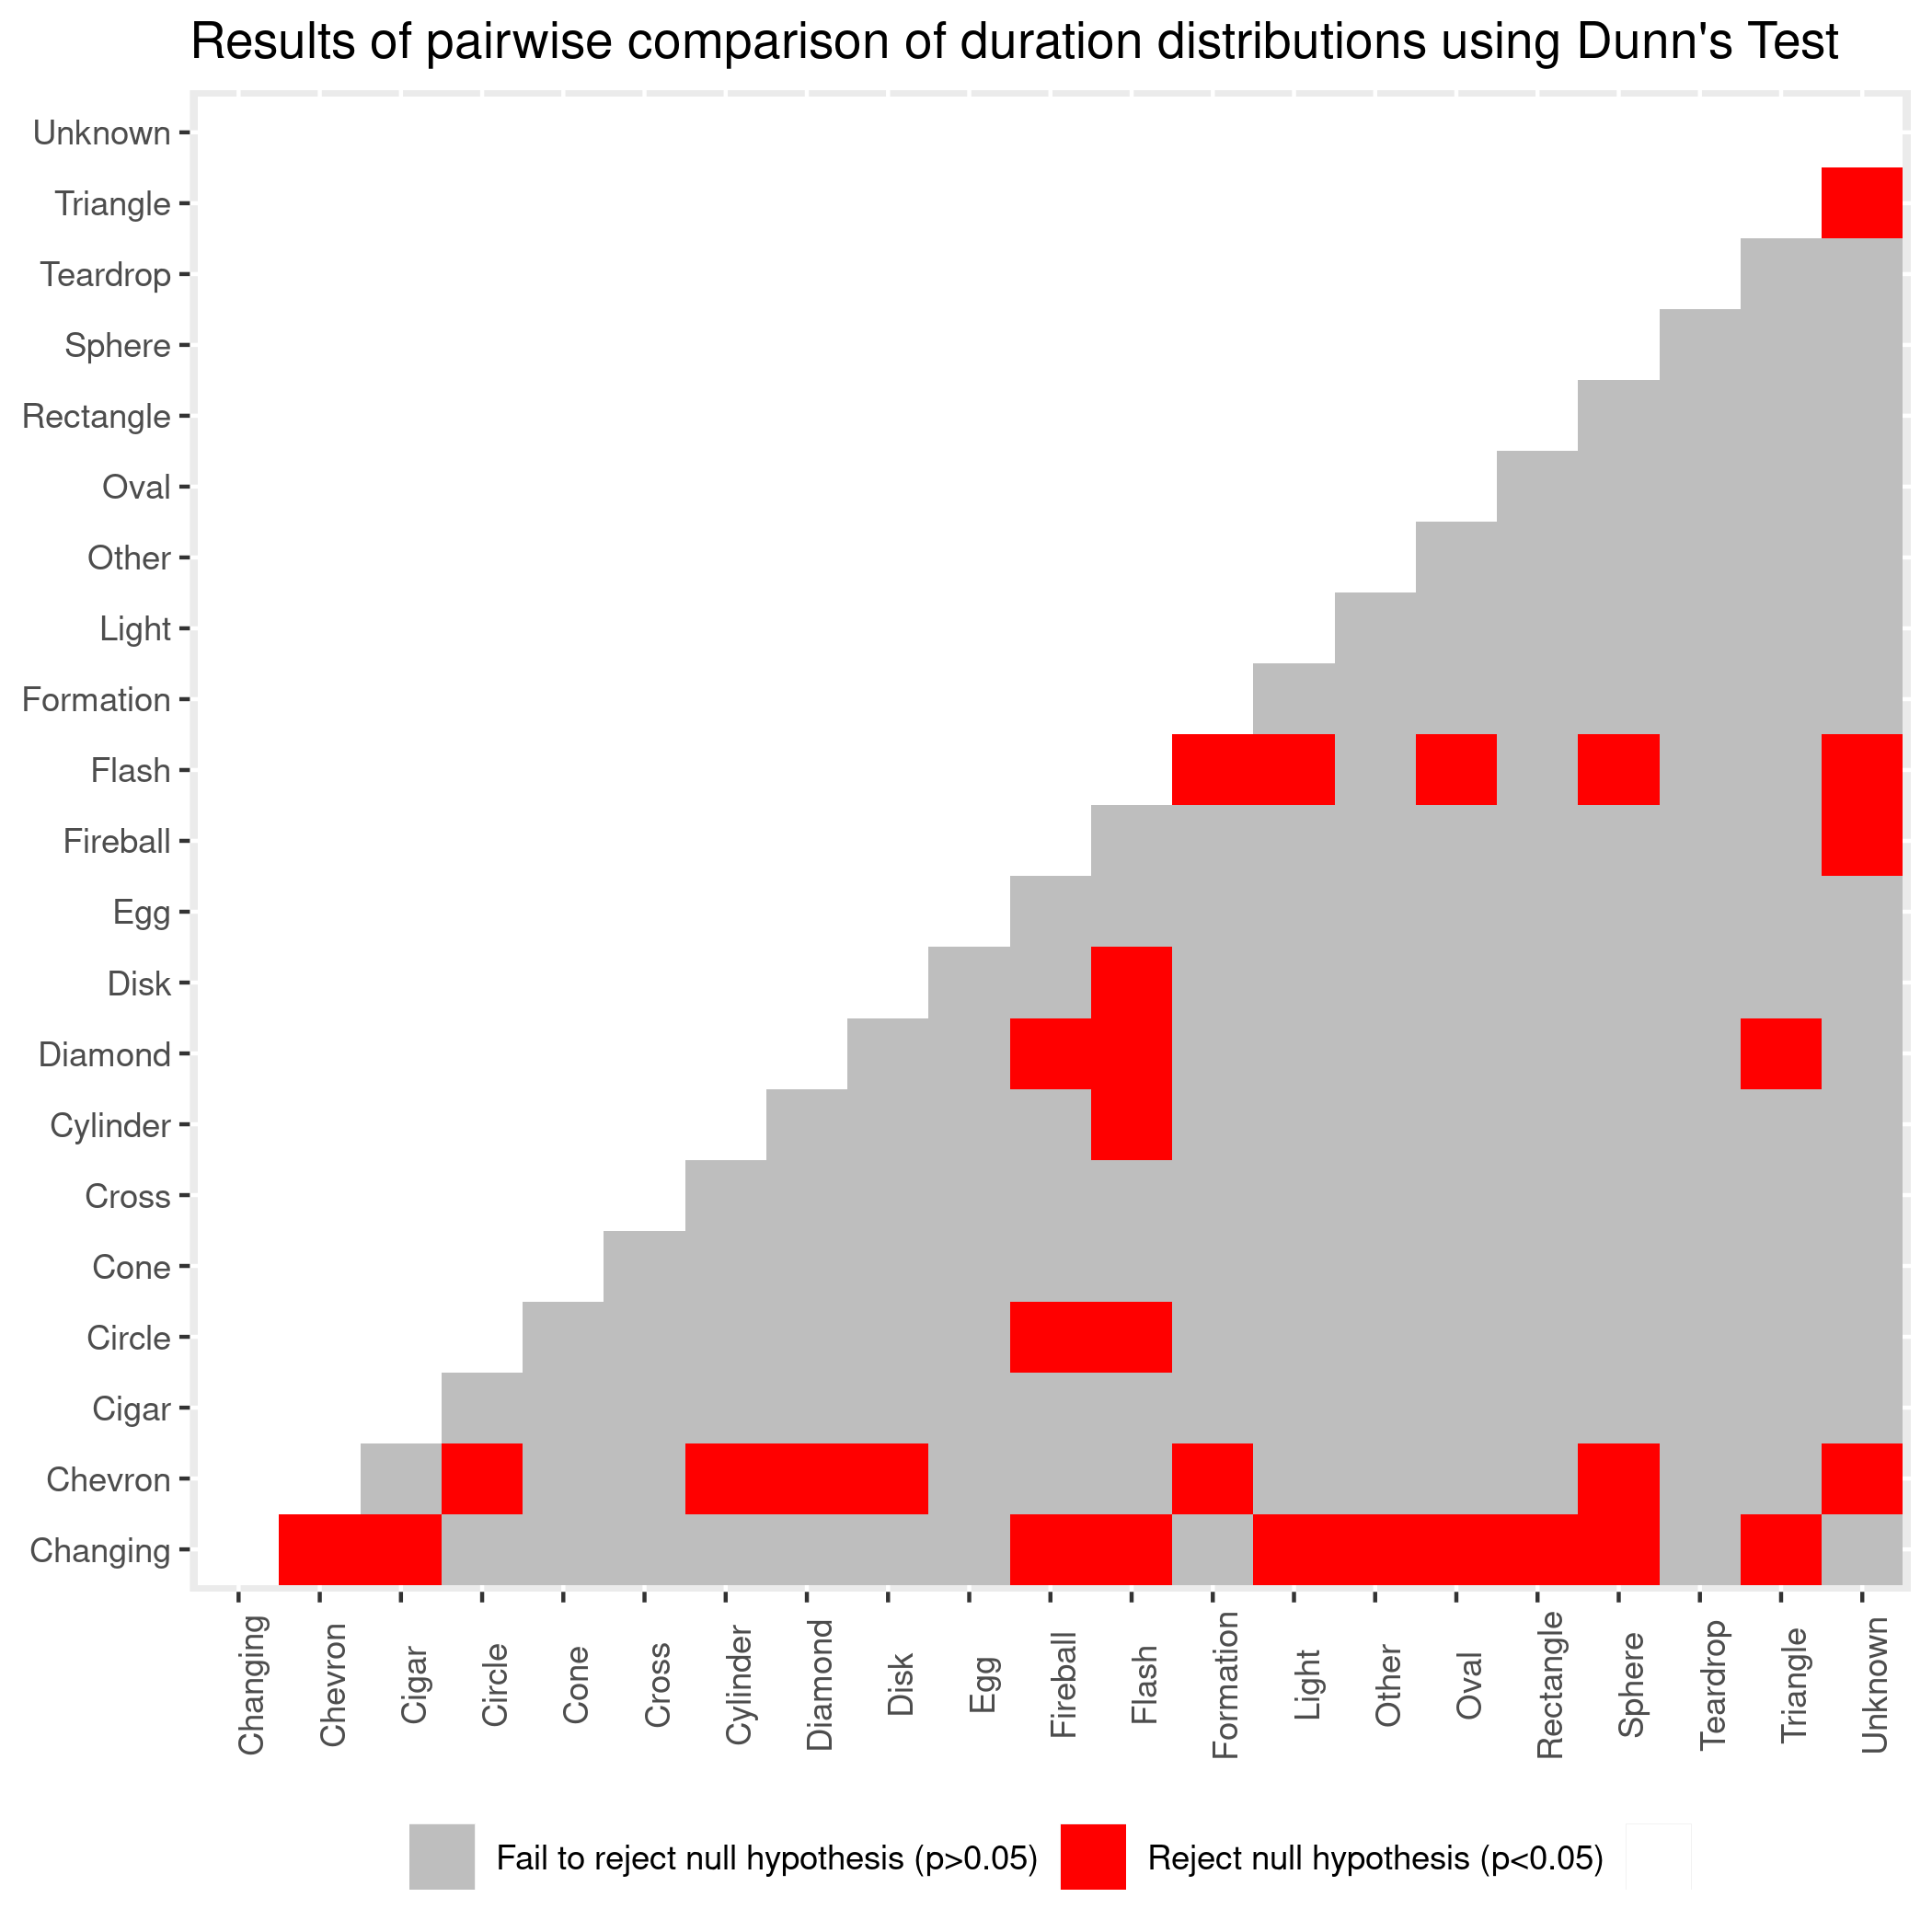 Results of pairwise comparison of duration distributions using Dunn's Test
Unknown
Triangle
Teardrop
Sphere
Rectangle
Oval
Other
Light
Formation
Flash
Fireball
Egg
Disk
Diamond
Cylinder
Cross
Cone
Circle
Cigar
Chevron
Changing
Changing
Chevron
Cigar
Circle
Cone
Cross
Cylinder
Diamond
Disk
Egg
Fireball
Flash
Formation
Light
Other
Oval
Rectangle
Sphere
Teardrop
Triangle
Unknown
Fail to reject null hypothesis (p>0.05)
Reject null hypothesis (p<0.05)